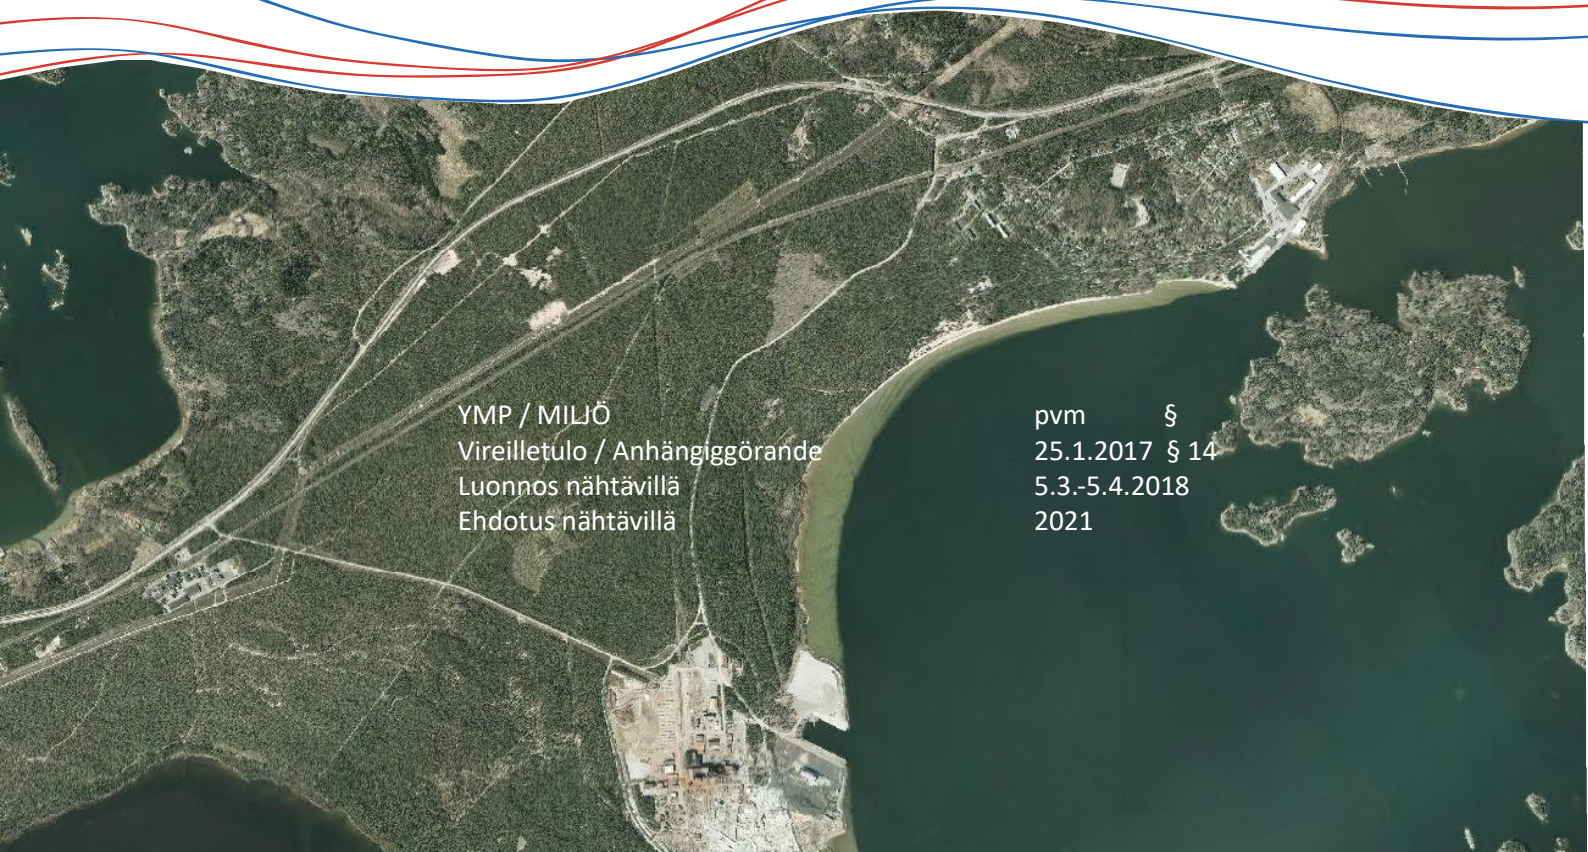 YMP / MILJÖ pvm §
Vireilletulo / Anhängiggörande 25.1.2017 § 14
Luonnos nähtävillä 5.3.-5.4.2018
Ehdotus nähtävillä 2021